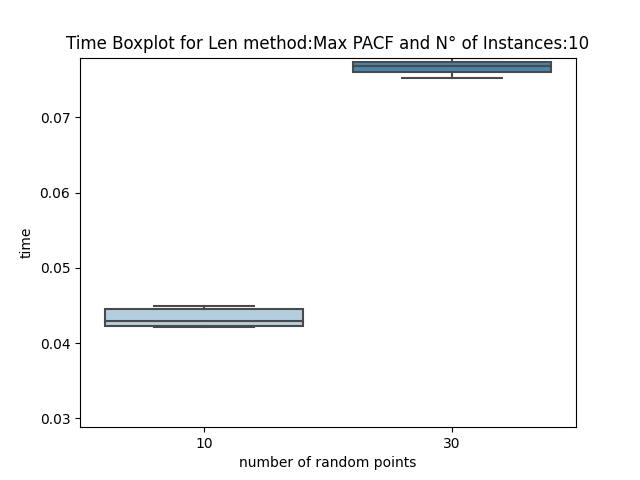 Time Boxplot for Len method:Max PACF and N° of Instances:10
0.07
0.06
0.05
0.04
0.03
time
10
30
number of random points